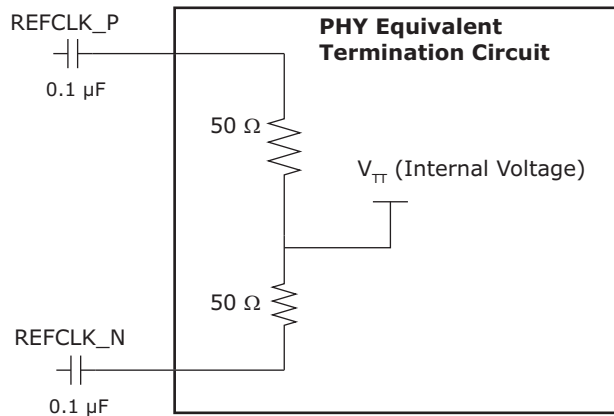 REFCLK_P
0.1 µF
PHY Equivalent
Termination Circuit
50 Ω
V_TT (Internal Voltage)
50 Ω
REFCLK_N
0.1 µF